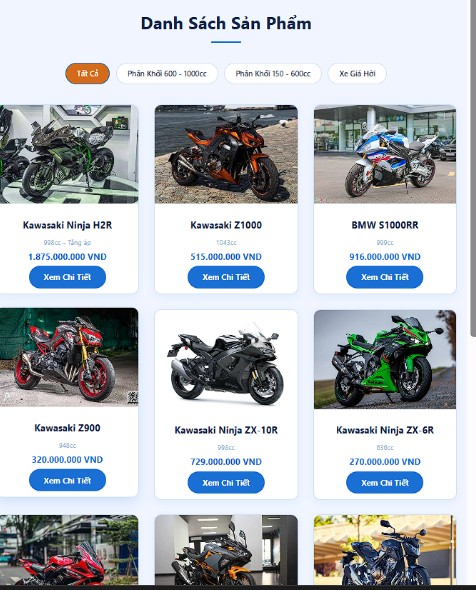 Danh Sách Sản Phẩm
Tất Cả
Phân Khối 600 - 1000cc
Phân Khối 150 - 600cc
Xe Giá Hời
Kawasaki Ninja H2R
998cc – Tăng áp
1.875.000.000 VND
Xem Chi Tiết
Kawasaki Z1000
1043cc
515.000.000 VND
Xem Chi Tiết
BMW S1000RR
999cc
916.000.000 VND
Xem Chi Tiết
Kawasaki Z900
948cc
320.000.000 VND
Xem Chi Tiết
Kawasaki Ninja ZX-10R
998cc
729.000.000 VND
Xem Chi Tiết
Kawasaki Ninja ZX-6R
636cc
270.000.000 VND
Xem Chi Tiết